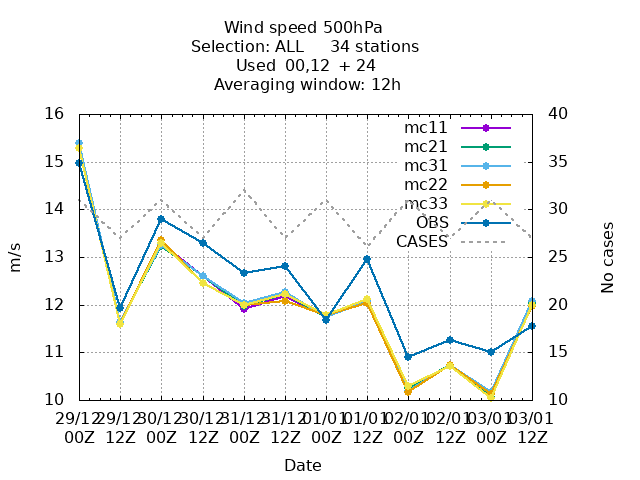 Wind speed 500hPa
Selection: ALL 34 stations
Used 00,12 + 24
Averaging window: 12h
16 40
mc11
mc21
15 35
mc31
mc22
14 mc33 30
OBS
CASES
13 25
m/s
No cases
12 20
11 15
10 10
29/12 29/12 30/12 30/12 31/12 31/12 01/01 01/01 02/01 02/01 03/01 03/01
00Z 12Z 00Z 12Z 00Z 12Z 00Z 12Z 00Z 12Z 00Z 12Z
Date